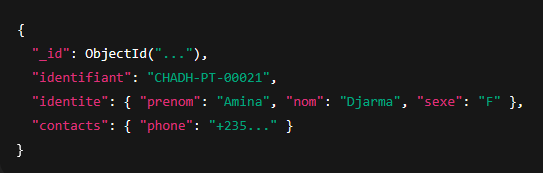 {
"_id": ObjectId("..."),
"identifiant": "CHADH-PT-00021",
"identite": { "prenom": "Amina", "nom": "Djarma", "sexe": "F" },
"contacts": { "phone": "+235..." }
}